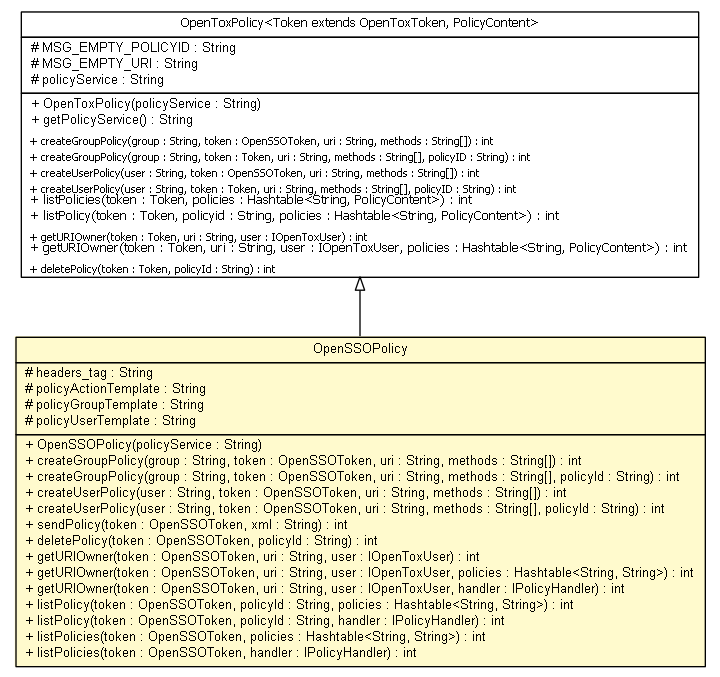 OpenToxPolicy<Token extends OpenToxToken, PolicyContent>
# MSG_EMPTY_POLICYID : String
# MSG_EMPTY_URI : String
# policyService : String
+ OpenToxPolicy(policyService : String)
+ getPolicyService() : String
+ createGroupPolicy(group : String, token : OpenSSOToken, uri : String, methods : String[]) : int
+ createGroupPolicy(group : String, token : Token, uri : String, methods : String[], policyID : String) : int
+ createUserPolicy(user : String, token : OpenSSOToken, uri : String, methods : String[]) : int
+ createUserPolicy(user : String, token : Token, uri : String, methods : String[], policyID : String) : int
+ listPolicies(token : Token, policies : Hashtable<String, PolicyContent>) : int
+ listPolicy(token : Token, policyid : String, policies : Hashtable<String, PolicyContent>) : int
+ getURIOwner(token : Token, uri : String, user : IOpenToxUser) : int
+ getURIOwner(token : Token, uri : String, user : IOpenToxUser, policies : Hashtable<String, PolicyContent>) : int
+ deletePolicy(token : Token, policyId : String) : int
OpenSSOPolicy
# headers_tag : String
# policyActionTemplate : String
# policyGroupTemplate : String
# policyUserTemplate : String
+ OpenSSOPolicy(policyService : String)
+ createGroupPolicy(group : String, token : OpenSSOToken, uri : String, methods : String[]) : int
+ createGroupPolicy(group : String, token : OpenSSOToken, uri : String, methods : String[], policyId : String) : int
+ createUserPolicy(user : String, token : OpenSSOToken, uri : String, methods : String[]) : int
+ createUserPolicy(user : String, token : OpenSSOToken, uri : String, methods : String[], policyId : String) : int
+ sendPolicy(token : OpenSSOToken, xml : String) : int
+ deletePolicy(token : OpenSSOToken, policyId : String) : int
+ getURIOwner(token : OpenSSOToken, uri : String, user : IOpenToxUser) : int
+ getURIOwner(token : OpenSSOToken, uri : String, user : IOpenToxUser, policies : Hashtable<String, String>) : int
+ getURIOwner(token : OpenSSOToken, uri : String, user : IOpenToxUser, handler : IPolicyHandler) : int
+ listPolicy(token : OpenSSOToken, policyId : String, policies : Hashtable<String, String>) : int
+ listPolicy(token : OpenSSOToken, policyId : String, handler : IPolicyHandler) : int
+ listPolicies(token : OpenSSOToken, policies : Hashtable<String, String>) : int
+ listPolicies(token : OpenSSOToken, handler : IPolicyHandler) : int